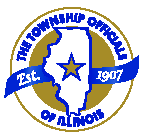 THE TOWNSHIP OFFICIALS
Est. 1907
OF ILLINOIS